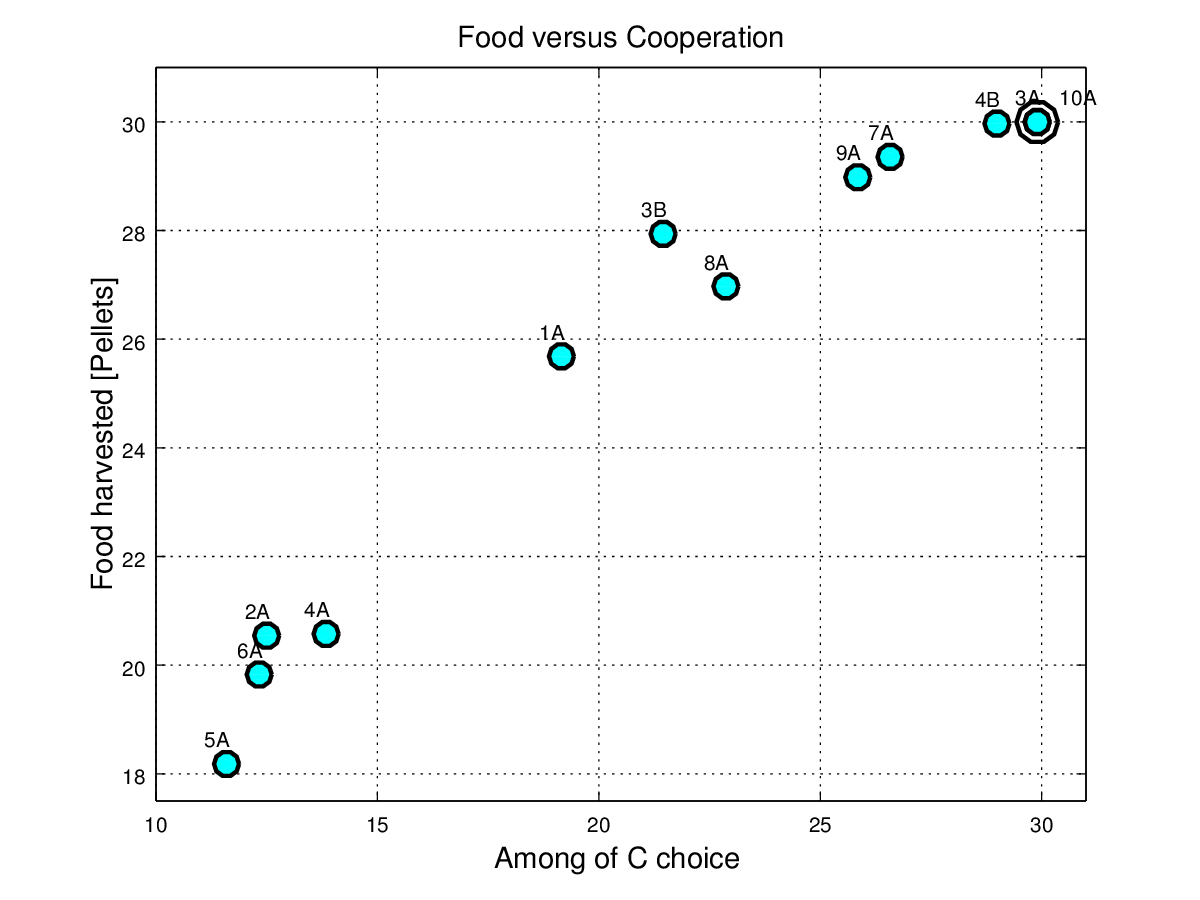 Food versus Cooperation
4B 3A 10A
30
7A
9A
3B
28
8A
1A
26
Food harvested [Pellets]
24
22
2A 4A
6A
20
5A
18
10 15 20 25 30
Among of C choice